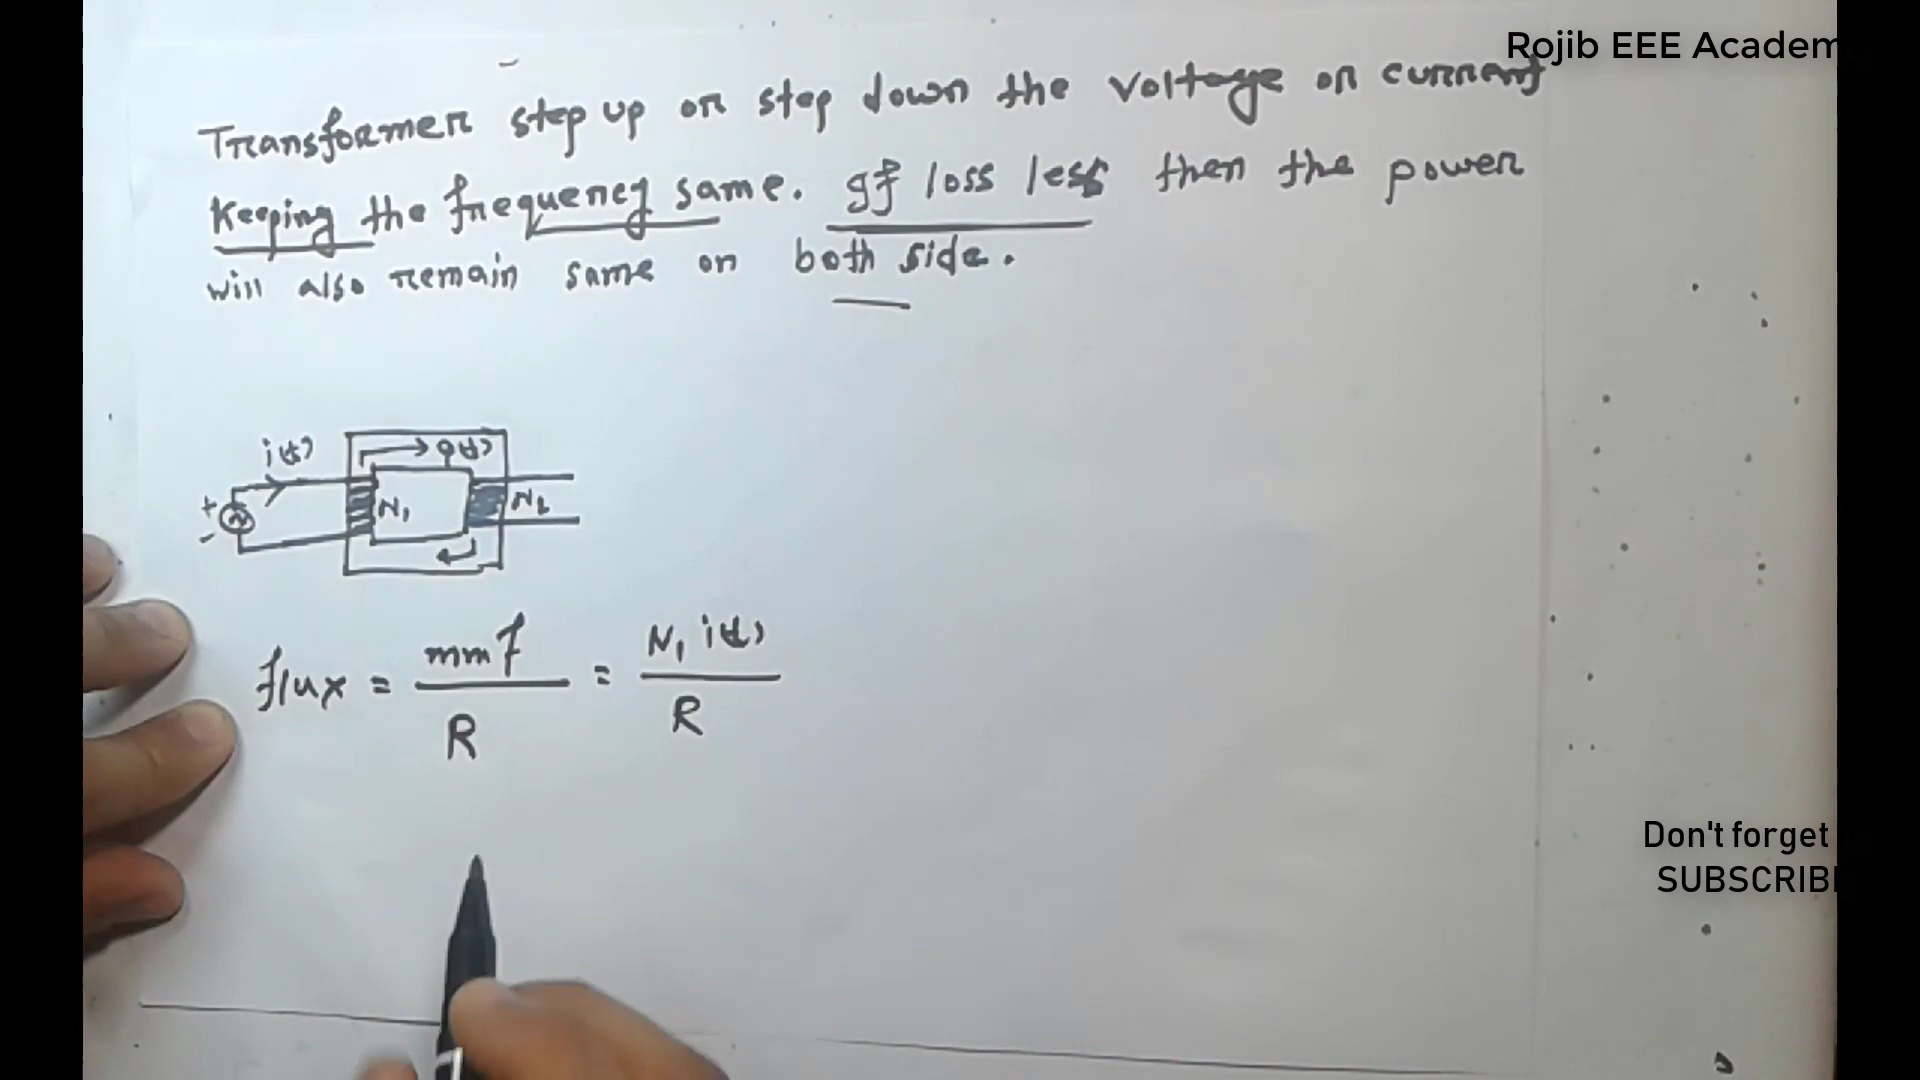 Rojib EEE Academ
Transformer step up or step down the voltage or current
Keeping the frequency same. If loss less then the power
will also remain same on both side.
i(t)
φ(t)
+
N₁
N₂
-
flux = mmf / R = N₁ i(t) / R
Don't forget
SUBSCRIBE